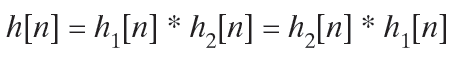 h[n] = h₁[n] * h₂[n] = h₂[n] * h₁[n]